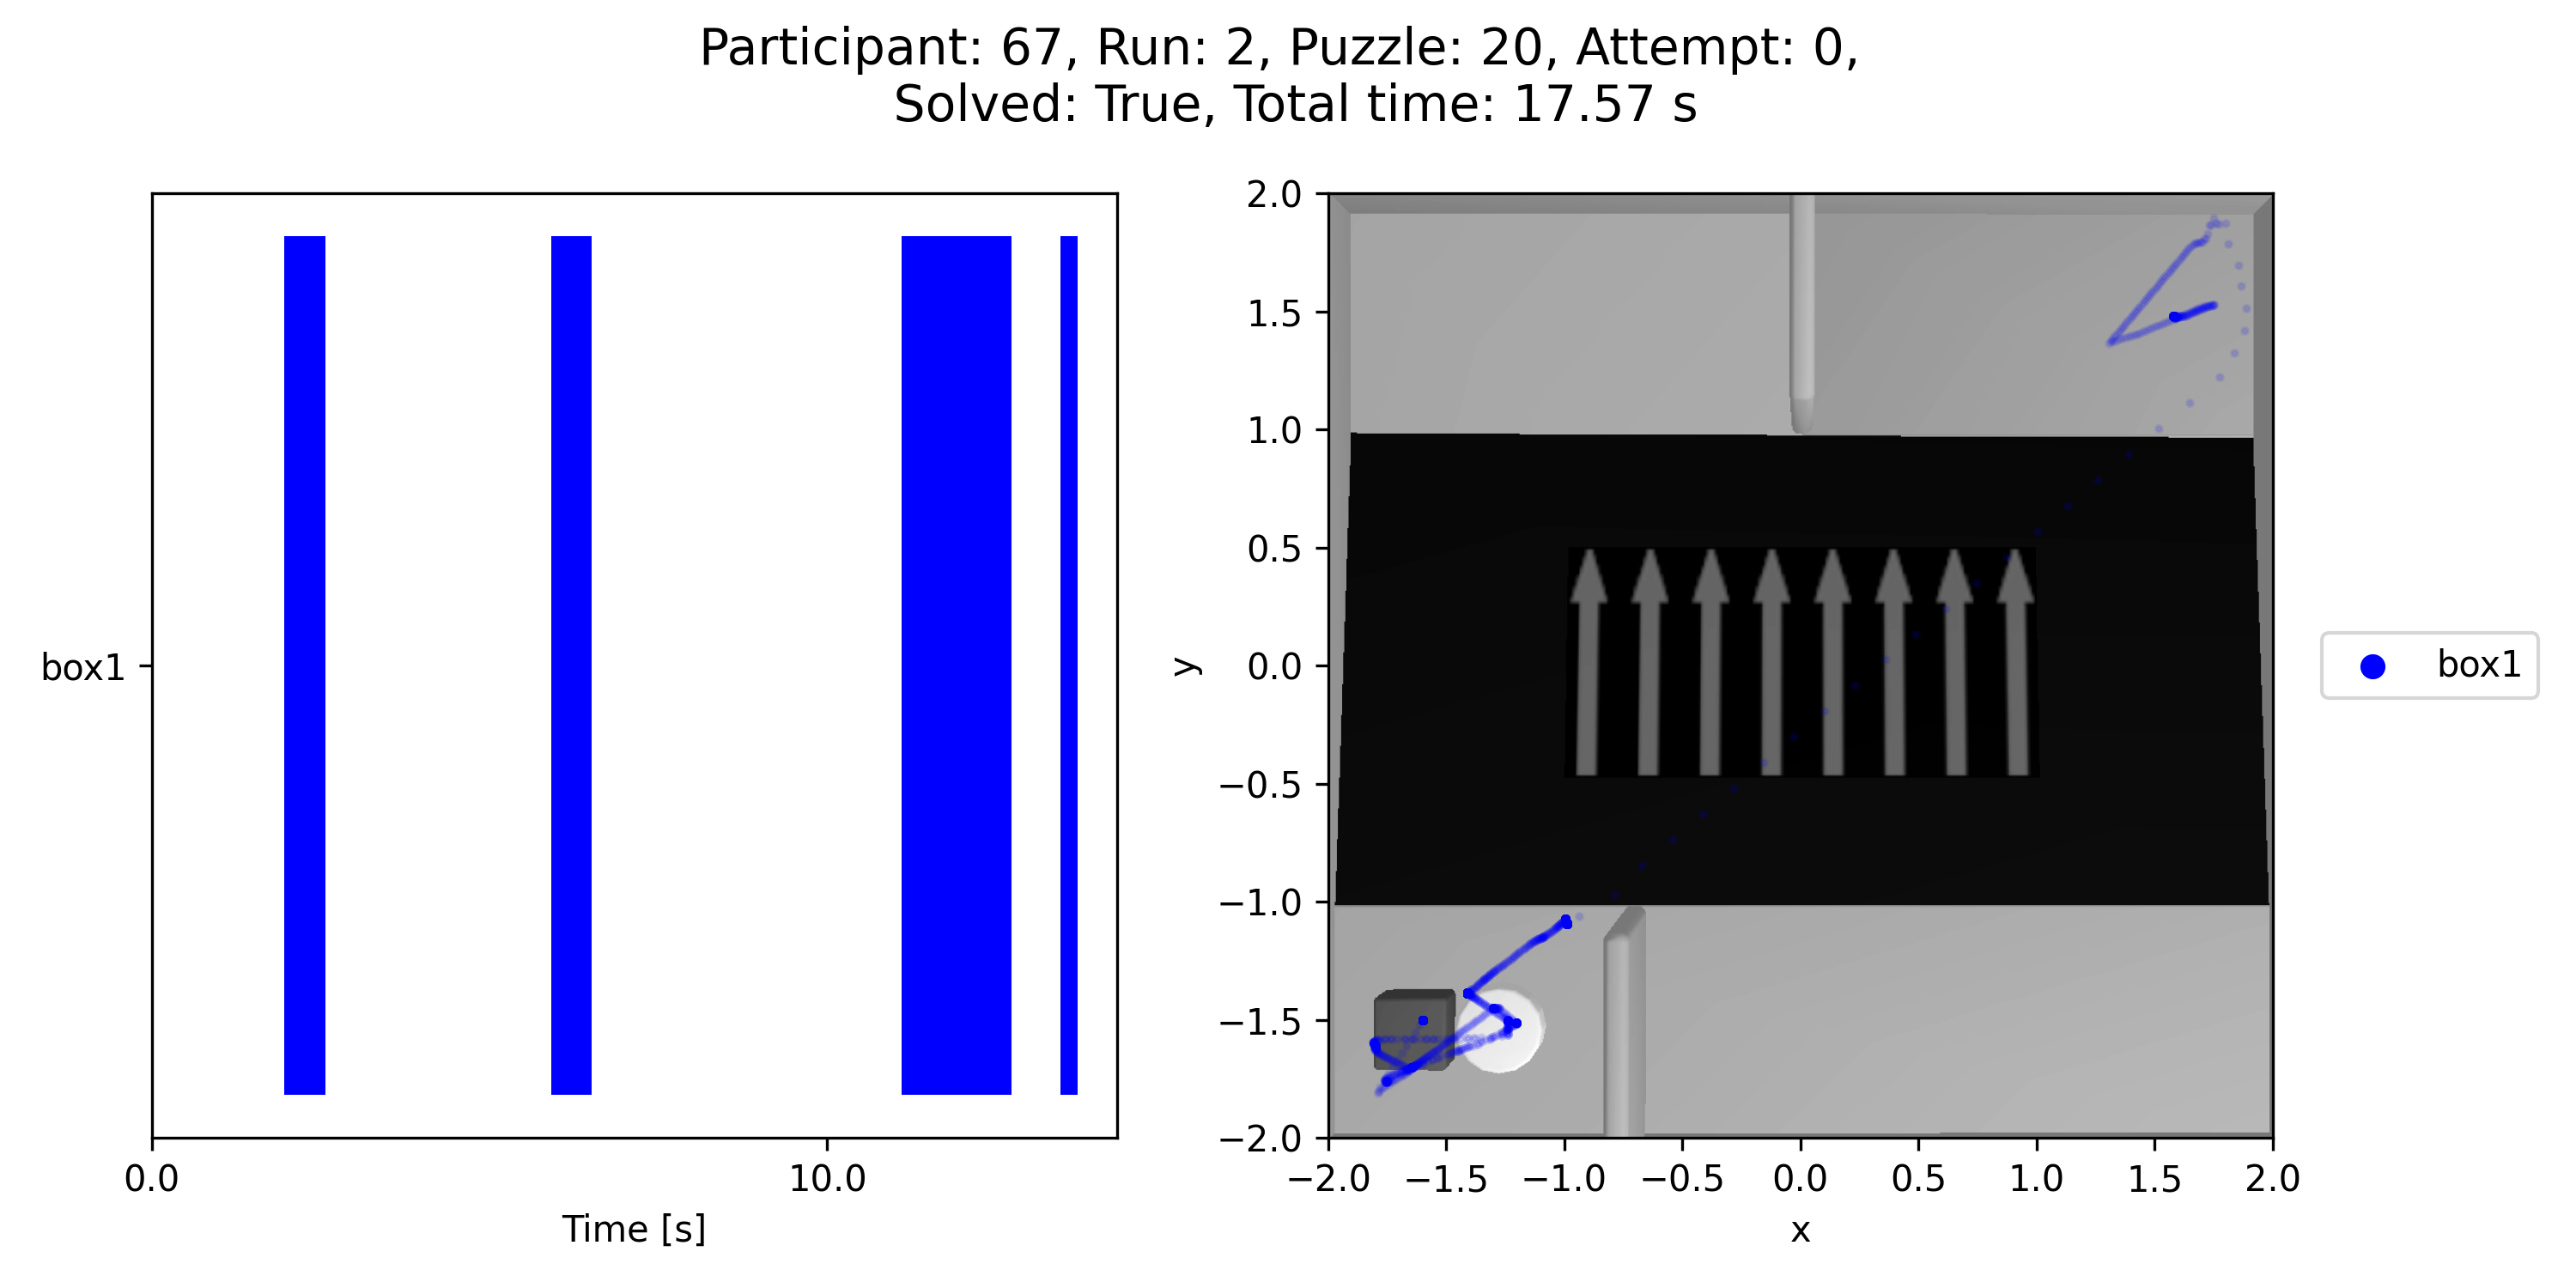 Participant: 67, Run: 2, Puzzle: 20, Attempt: 0,
Solved: True, Total time: 17.57 s
box1
0.0
10.0
Time [s]
2.0
1.5
1.0
0.5
0.0
−0.5
−1.0
−1.5
−2.0
y
−2.0 −1.5 −1.0 −0.5 0.0 0.5 1.0 1.5 2.0
x
box1